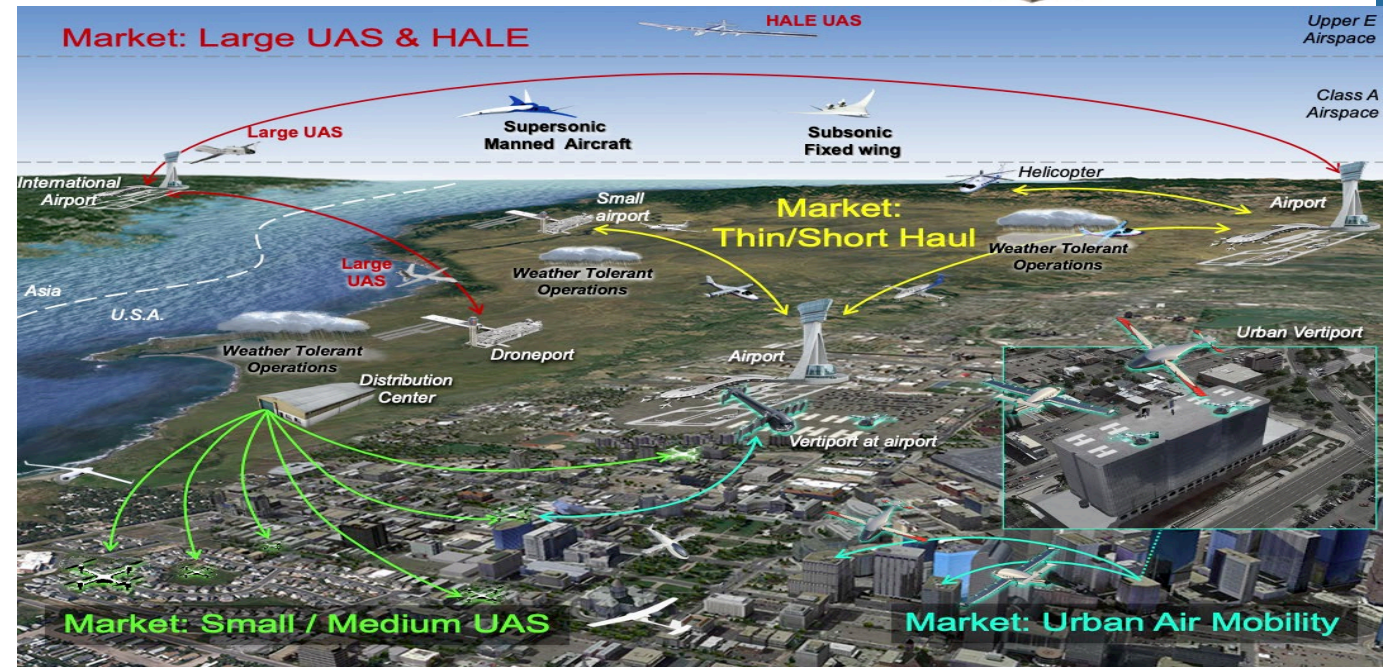 Market: Large UAS & HALE
HALE UAS
Upper E
Airspace
Class A
Airspace
Large UAS
Supersonic
Manned Aircraft
Subsonic
Fixed wing
International
Airport
Helicopter
Airport
Small
airport
Market:
Thin/Short Haul
Weather Tolerant
Operations
Weather Tolerant
Operations
Large
UAS
Asia
U.S.A.
Weather Tolerant
Operations
Droneport
Airport
Urban Vertiport
Distribution
Center
Vertiport at airport
H H H
H
H
H
H H H H
H
Market: Small / Medium UAS
Market: Urban Air Mobility